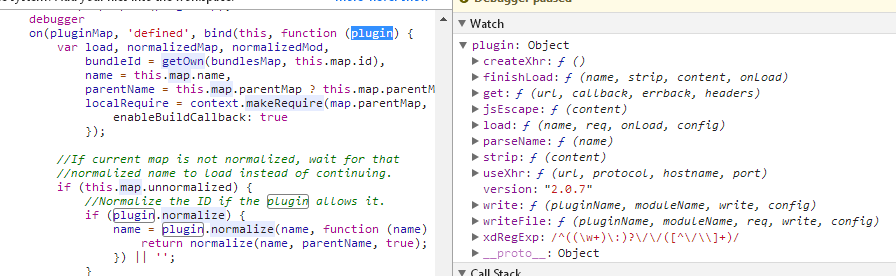 debugger
on(pluginMap, 'defined', bind(this, function (plugin) {
var load, normalizedMap, normalizedMod,
bundleId = getOwn(bundlesMap, this.map.id),
name = this.map.name,
parentName = this.map.parentMap ? this.map.parentM
localRequire = context.makeRequire(map.parentMap,
enableBuildCallback: true
});
//If current map is not normalized, wait for that
//normalized name to load instead of continuing.
if (this.map.unnormalized) {
//Normalize the ID if the plugin allows it.
if (plugin.normalize) {
name = plugin.normalize(name, function (name)
return normalize(name, parentName, true);
}) || '';
}
Debugger paused
Watch
plugin: Object
createXhr: ƒ ()
finishLoad: ƒ (name, strip, content, onLoad)
get: ƒ (url, callback, errback, headers)
jsEscape: ƒ (content)
load: ƒ (name, req, onLoad, config)
parseName: ƒ (name)
strip: ƒ (content)
useXhr: ƒ (url, protocol, hostname, port)
version: "2.0.7"
write: ƒ (pluginName, moduleName, write, config)
writeFile: ƒ (pluginName, moduleName, req, write, config)
xdRegExp: /^((\w+)\:)?\/\/([^\/\\]+)/
__proto__: Object
Call Stack